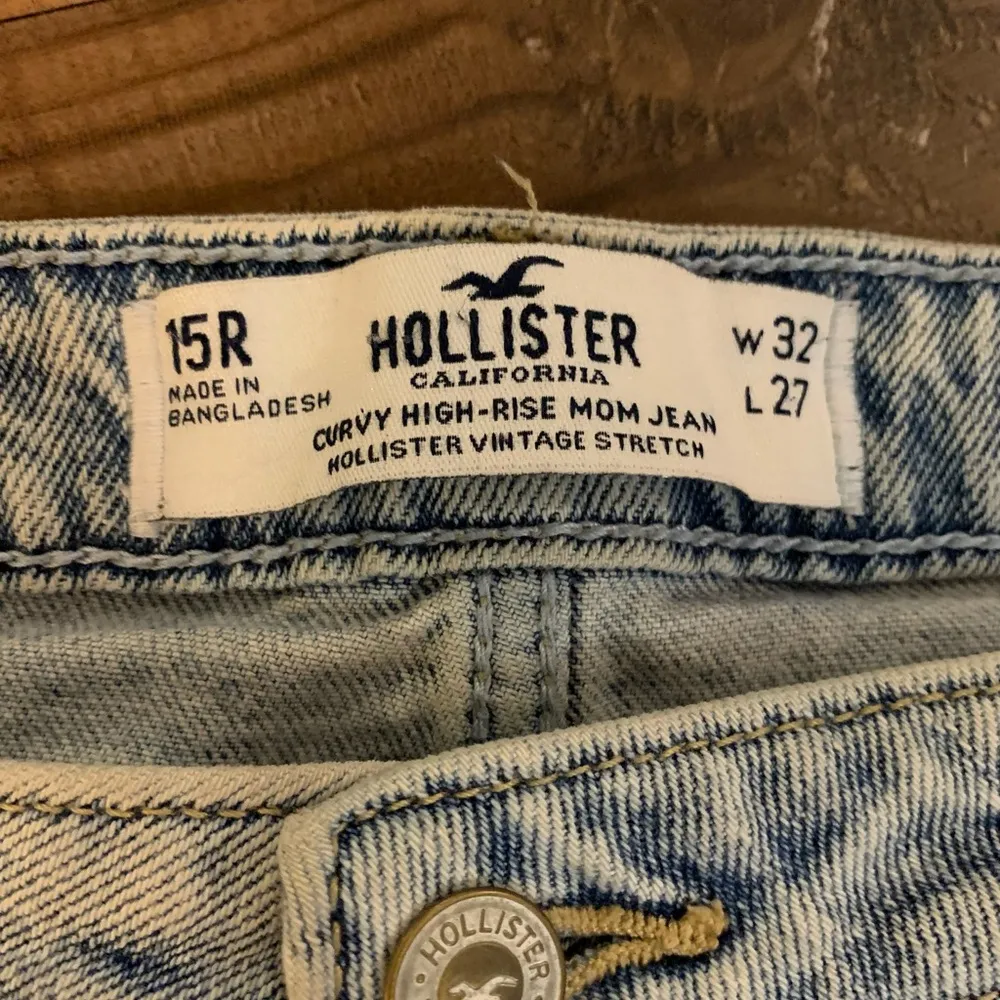 15R
MADE IN
BANGLADESH
HOLLISTER
CALIFORNIA
CURVY HIGH-RISE MOM JEAN
HOLLISTER VINTAGE STRETCH
W 32
L 27
HOLLISTER